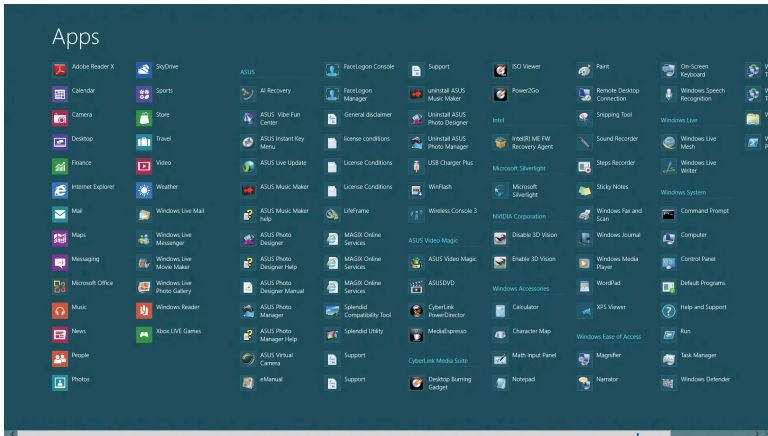 Apps
Adobe Reader X
Calendar
Camera
Desktop
Finance
Internet Explorer
Mail
Maps
Messaging
Microsoft Office
Music
News
People
Photos
SkyDrive
Sports
Store
Travel
Video
Weather
Windows Live Mail
Windows Live
Messenger
Windows Live
Movie Maker
Windows Live
Photo Gallery
Windows Reader
Xbox LIVE Games
ASUS
AI Recovery
ASUS Vibe Fun
Center
ASUS Instant Key
Menu
ASUS Live Update
ASUS Music Maker
ASUS Music Maker
help
ASUS Photo
Designer
ASUS Photo
Designer Help
ASUS Photo
Designer Manual
ASUS Photo
Manager
ASUS Photo
Manager Help
ASUS Virtual
Camera
eManual
FaceLogon Console
FaceLogon
Manager
General disclaimer
license conditions
License Conditions
License Conditions
LifeFrame
MAGIX Online
Services
MAGIX Online
Services
MAGIX Online
Services
Splendid
Compatibility Tool
Splendid Utility
Support
Support
Support
uninstall ASUS
Music Maker
Uninstall ASUS
Photo Designer
Uninstall ASUS
Photo Manager
USB Charger Plus
WinFlash
Wireless Console 3
ASUS Video Magic
ASUS Video Magic
ASUSDVD
CyberLink
PowerDirector
MediaEspresso
CyberLink Media Suite
Desktop Burning
Gadget
ISO Viewer
Power2Go
Intel
Intel(R) ME FW
Recovery Agent
Microsoft Silverlight
Microsoft
Silverlight
NVIDIA Corporation
Disable 3D Vision
Enable 3D Vision
Windows Accessories
Calculator
Character Map
Math Input Panel
Notepad
Paint
Remote Desktop
Connection
Snipping Tool
Sound Recorder
Steps Recorder
Sticky Notes
Windows Fax and
Scan
Windows Journal
Windows Media
Player
WordPad
XPS Viewer
Windows Ease of Access
Magnifier
Narrator
On-Screen
Keyboard
Windows Speech
Recognition
Windows Live
Windows Live
Mesh
Windows Live
Writer
Windows System
Command Prompt
Computer
Control Panel
Default Programs
Help and Support
Run
Task Manager
Windows Defender